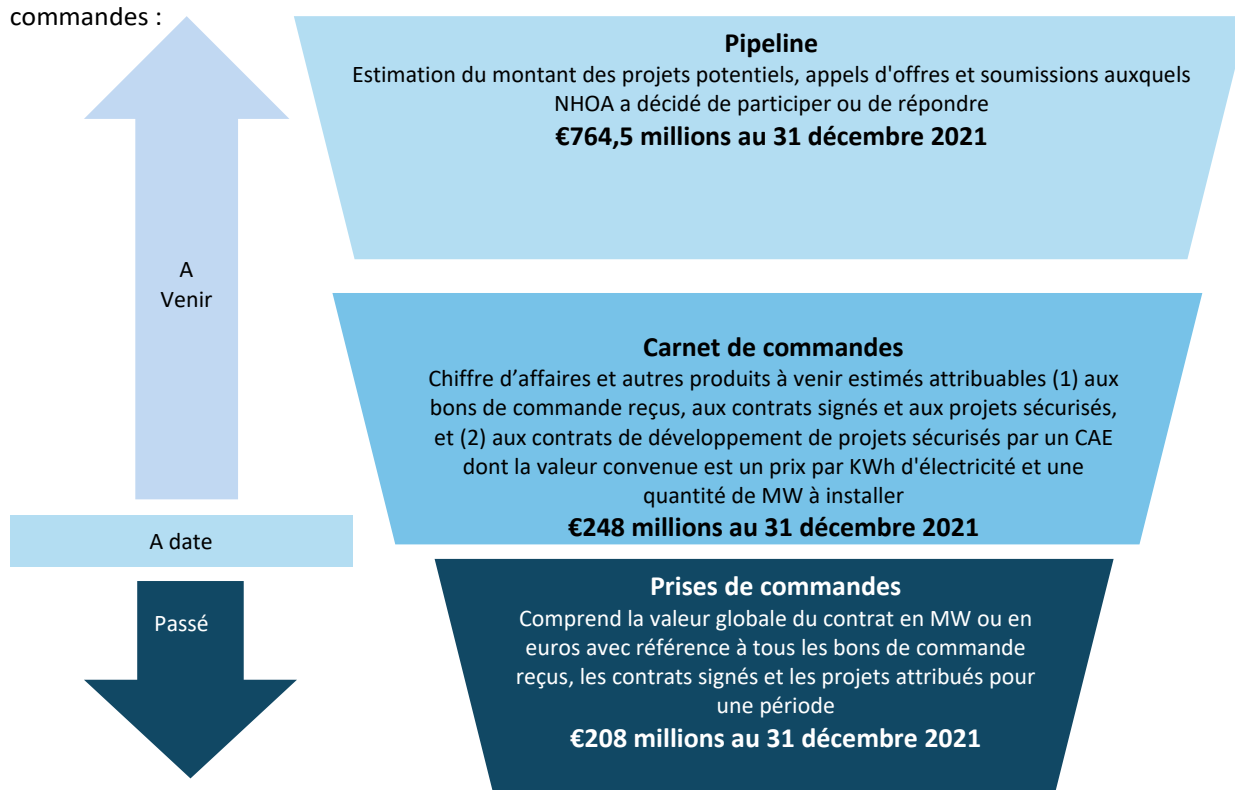 commandes :
Pipeline
Estimation du montant des projets potentiels, appels d'offres et soumissions auxquels
NHOA a décidé de participer ou de répondre
€764,5 millions au 31 décembre 2021
A
Venir
Carnet de commandes
Chiffre d’affaires et autres produits à venir estimés attribuables (1) aux
bons de commande reçus, aux contrats signés et aux projets sécurisés,
et (2) aux contrats de développement de projets sécurisés par un CAE
dont la valeur convenue est un prix par KWh d'électricité et une
quantité de MW à installer
€248 millions au 31 décembre 2021
A date
Passé
Prises de commandes
Comprend la valeur globale du contrat en MW ou en
euros avec référence à tous les bons de commande
reçus, les contrats signés et les projets attribués pour
une période
€208 millions au 31 décembre 2021